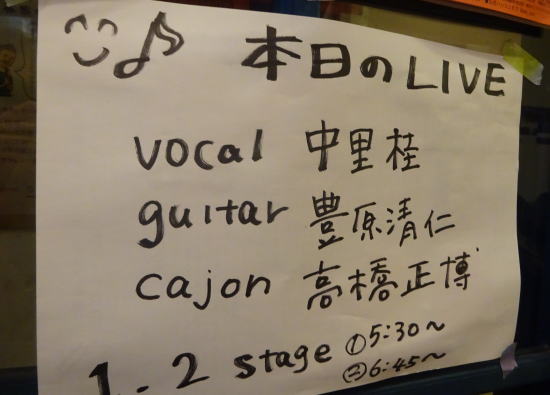 本日のLIVE
vocal 中里桂
guitar 豊原清仁
cajon 高橋正博
1.2 stage ①5:30～
②6:45～